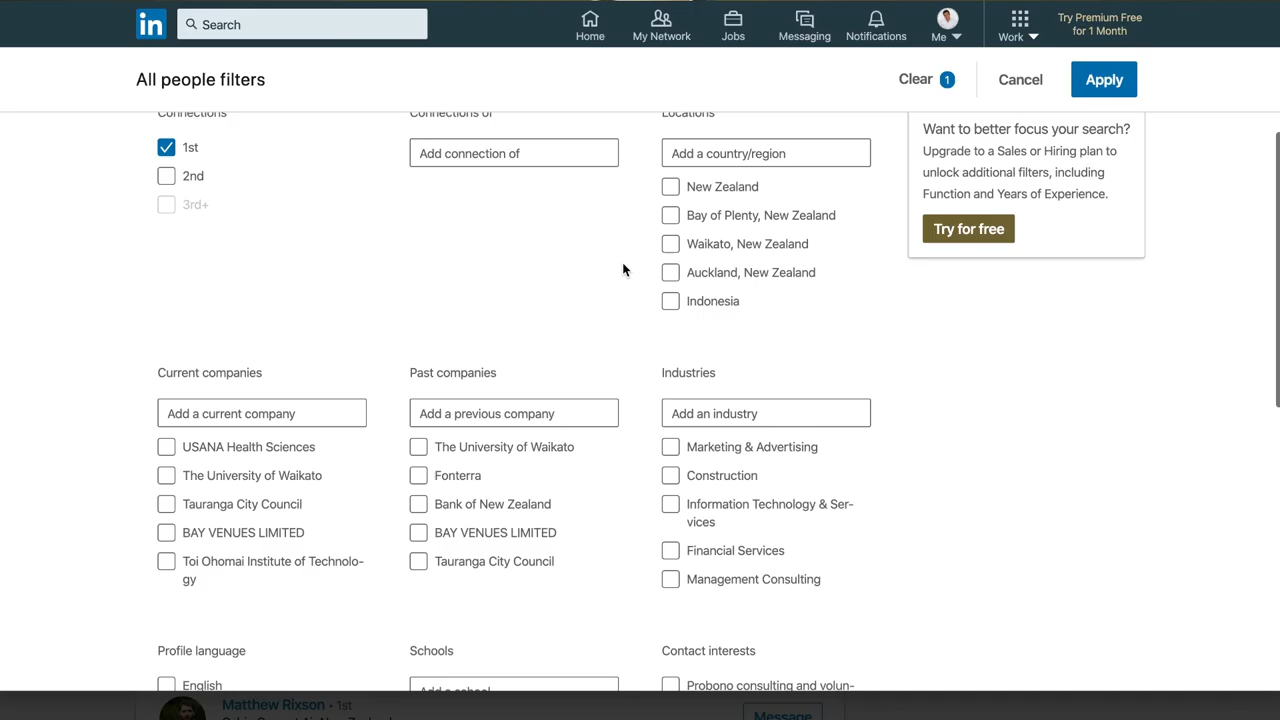 in
Search
Home
My Network
Jobs
Messaging
Notifications
Me
Work
Try Premium Free
for 1 Month
All people filters
Clear 1
Cancel
Apply
Connections
1st
2nd
3rd+
Connections of
Add connection of
Locations
Add a country/region
New Zealand
Bay of Plenty, New Zealand
Waikato, New Zealand
Auckland, New Zealand
Indonesia
Want to better focus your search?
Upgrade to a Sales or Hiring plan to
unlock additional filters, including
Function and Years of Experience.
Try for free
Current companies
Add a current company
USANA Health Sciences
The University of Waikato
Tauranga City Council
BAY VENUES LIMITED
Toi Ohomai Institute of Technolo-
gy
Past companies
Add a previous company
The University of Waikato
Fonterra
Bank of New Zealand
BAY VENUES LIMITED
Tauranga City Council
Industries
Add an industry
Marketing & Advertising
Construction
Information Technology & Ser-
vices
Financial Services
Management Consulting
Profile language
English
Schools
Add a school
Contact interests
Probono consulting and volun-
Matthew Rixson • 1st
Message